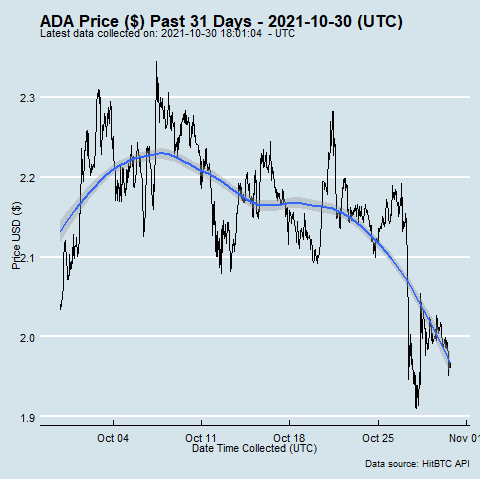 ADA Price ($) Past 31 Days - 2021-10-30 (UTC)
Latest data collected on: 2021-10-30 18:01:04  - UTC
Price USD ($)
2.3
2.2
2.1
2.0
1.9
Oct 04
Oct 11
Oct 18
Oct 25
Nov 01
Date Time Collected (UTC)
Data source: HitBTC API